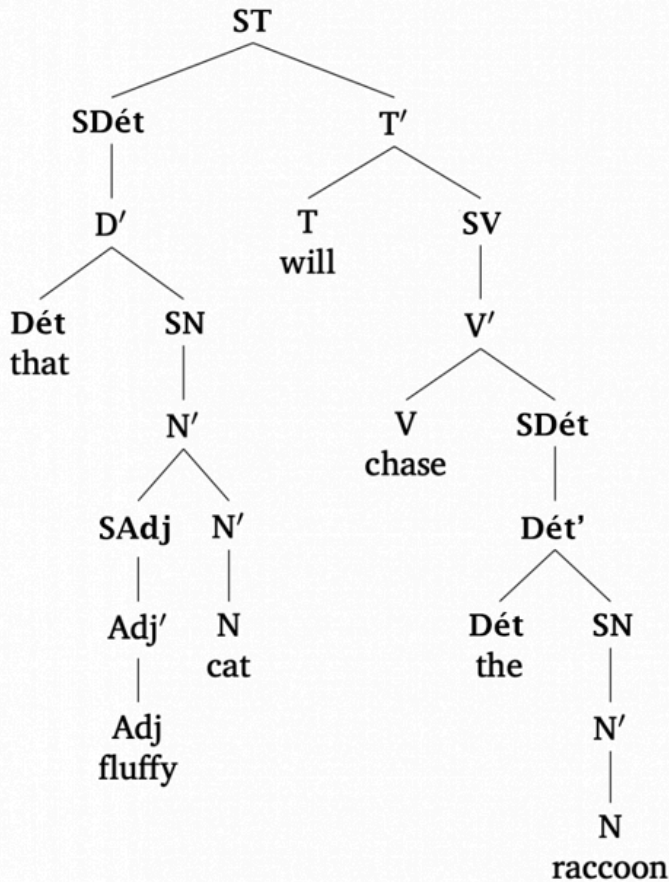 ST
SDét T′
D′ T SV
will
Dét SN V′
that
N′ V SDét
chase
SAdj N′ Dét’
Adj′ N Dét SN
cat the
Adj N′
fluffy
N
raccoon